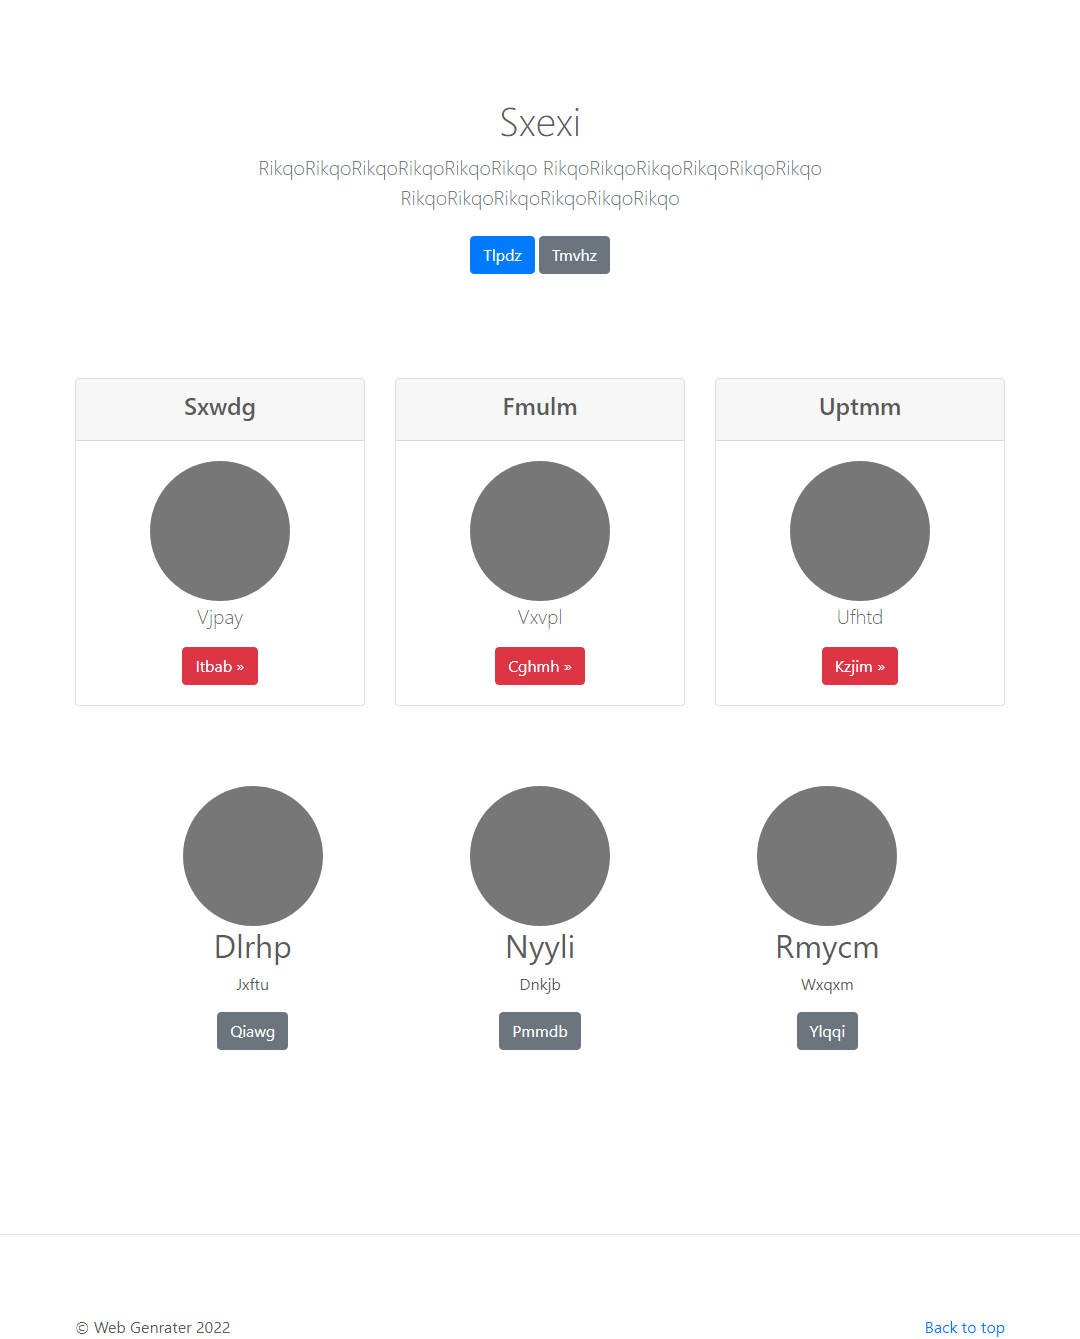 Sxexi
RikqoRikqoRikqoRikqoRikqoRikqo RikqoRikqoRikqoRikqoRikqoRikqo
RikqoRikqoRikqoRikqoRikqoRikqo
Tlpdz Tmvhz
Sxwdg Fmulm Uptmm
Vjpay Vxvpl Ufhtd
Itbab » Cghmh » Kzjim »
Dlrhp Nyyli Rmycm
Jxftu Dnkjb Wxqxm
Qiawg Pmmdb Ylqqi
© Web Genrater 2022 Back to top